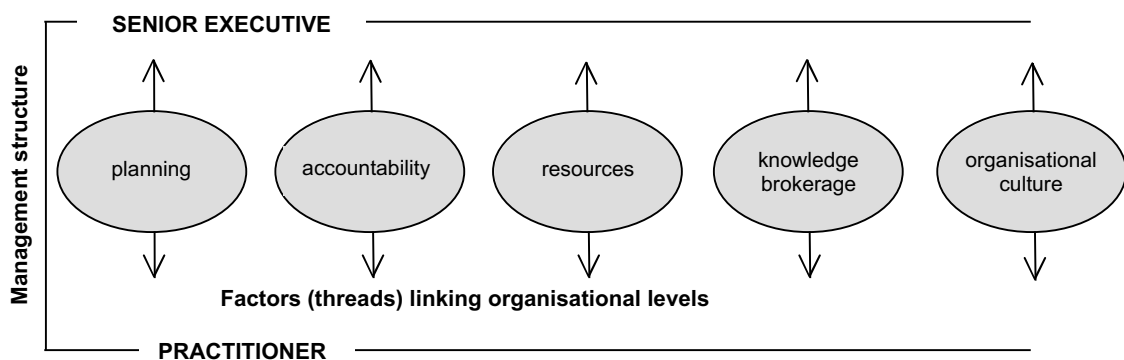 SENIOR EXECUTIVE
Management structure
planning
accountability
resources
knowledge
brokerage
organisational
culture
Factors (threads) linking organisational levels
PRACTITIONER